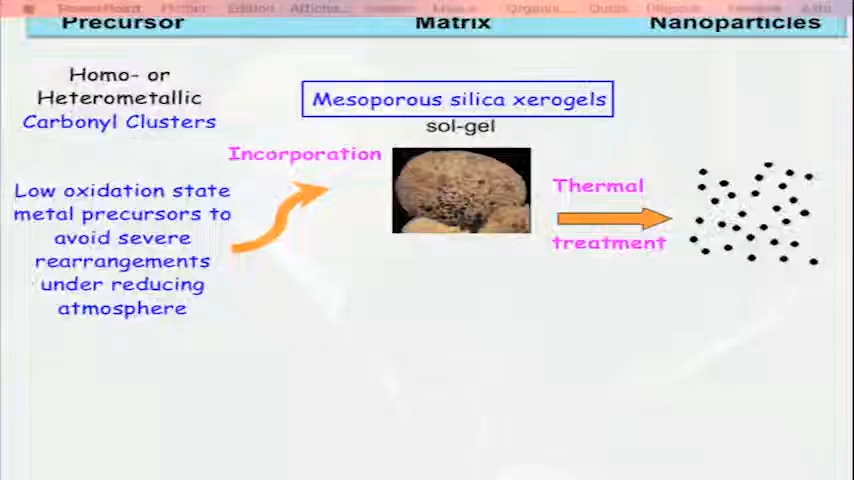 Precursor
Matrix
Nanoparticles
Homo- or
Heterometallic
Carbonyl Clusters
Mesoporous silica xerogels
sol-gel
Incorporation
Low oxidation state
metal precursors to
avoid severe
rearrangements
under reducing
atmosphere
Thermal
treatment